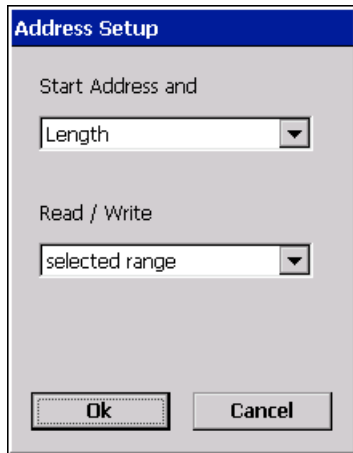 Address Setup
Start Address and
Length
Read / Write
selected range
Ok
Cancel